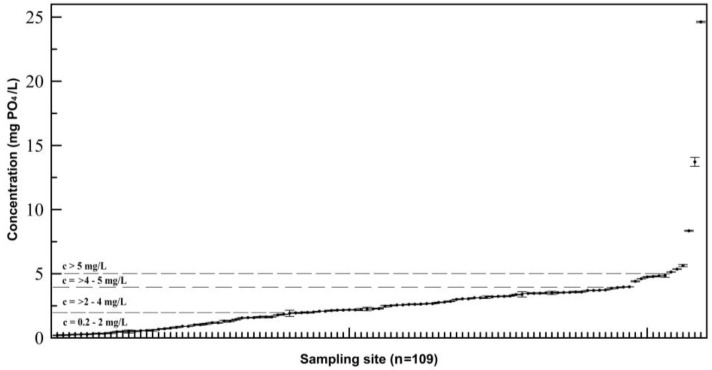 25
20
15
10
5
0
Concentration (mg PO₄/L)
c > 5 mg/L
c = >4 - 5 mg/L
c = >2 - 4 mg/L
c = 0.2 - 2 mg/L
Sampling site (n=109)